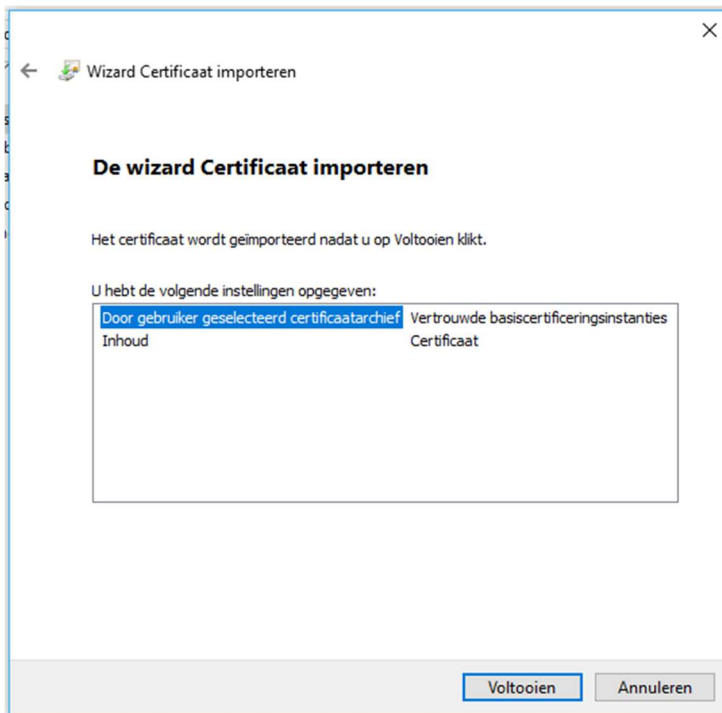 Wizard Certificaat importeren
De wizard Certificaat importeren
Het certificaat wordt geïmporteerd nadat u op Voltooien klikt.
U hebt de volgende instellingen opgegeven:
Door gebruiker geselecteerd certificaatarchief Vertrouwde basiscertificeringsinstanties
Inhoud Certificaat
Voltooien Annuleren